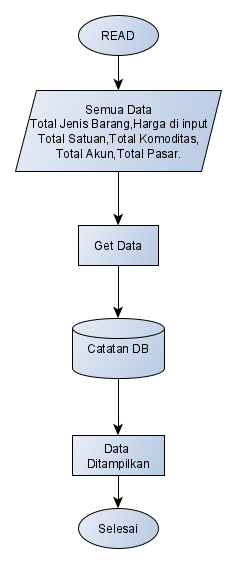 READ
Semua Data
Total Jenis Barang,Harga di input
Total Satuan,Total Komoditas,
Total Akun,Total Pasar.
Get Data
Catatan DB
Data
Ditampilkan
Selesai